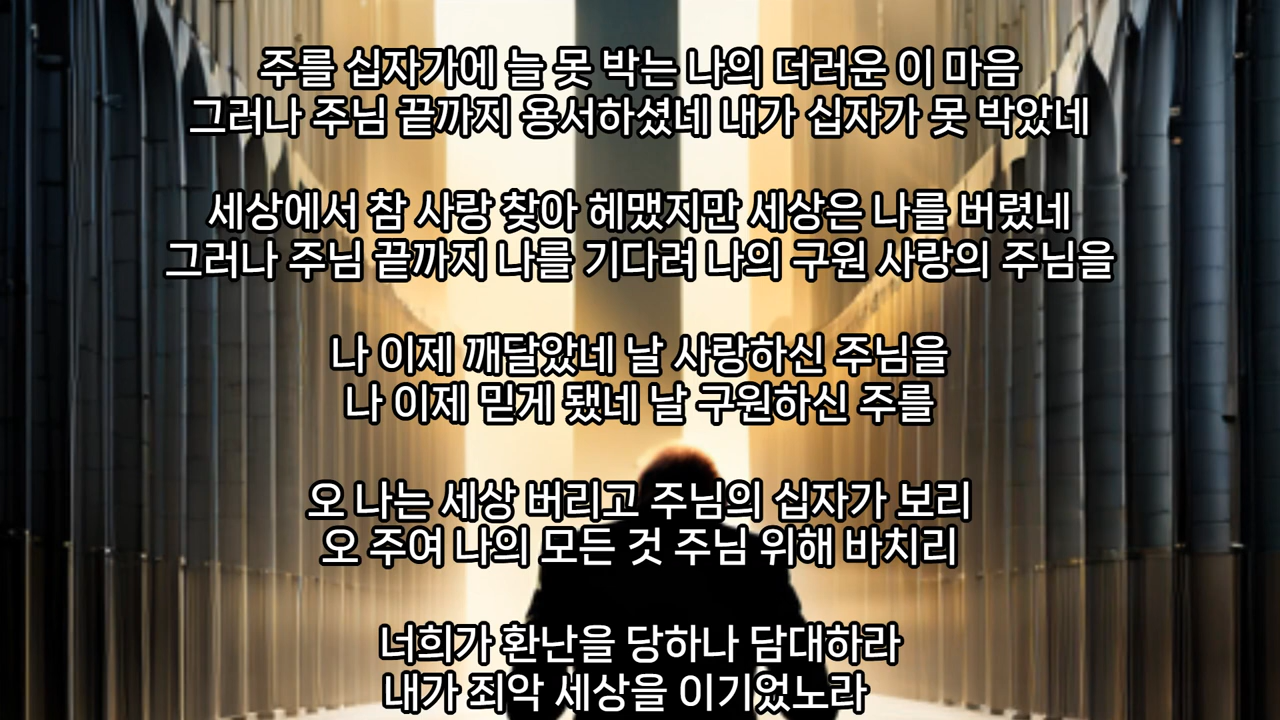 주를 십자가에 늘 못 박는 나의 더러운 이 마음
그러나 주님 끝까지 용서하셨네 내가 십자가 못 박았네
세상에서 참 사랑 찾아 헤맸지만 세상은 나를 버렸네
그러나 주님 끝까지 나를 기다려 나의 구원 사랑의 주님을
나 이제 깨달았네 날 사랑하신 주님을
나 이제 믿게 됐네 날 구원하신 주를
오 나는 세상 버리고 주님의 십자가 보리
오 주여 나의 모든 것 주님 위해 바치리
너희가 환난을 당하나 담대하라
내가 죄악 세상을 이기었노라